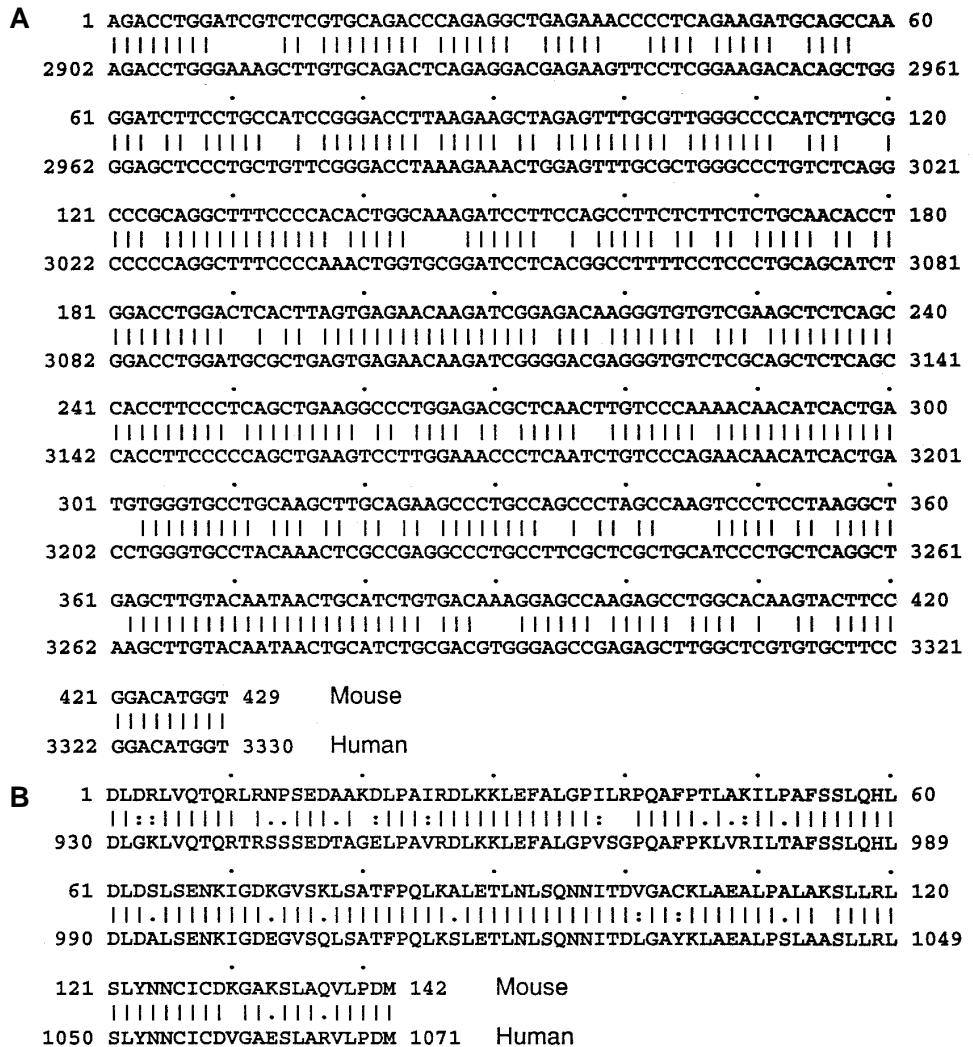 A 1 AGACCTGGATCGTCTCGTGCAGACCCAGAGGCTGAGAAACCCCTCAGAAGATGCAGCCAA 60
2902 AGACCTGGGAAAGCTTGTGCAGACTCAGAGGACGAGAAGTTCCTCGGAAGACACAGCTGG 2961
61 GGATCTTCCTGCCATCCGGGACCTTAAGAAGCTAGAGTTTGCGTTGGGCCCCATCTTGCG 120
2962 GGAGCTCCCTGCTGTTCGGGACCTAAAGAAACTGGAGTTTGCGCTGGGCCCTGTCTCAGG 3021
121 CCCGCAGGCTTTCCCCACACTGGCAAAGATCCTTCCAGCCTTCTCTTCTCTGCAACACCT 180
3022 CCCCCAGGCTTTCCCCAAACTGGTGCGGATCCTCACGGCCTTTTCCTCCCTGCAGCATCT 3081
181 GGACCTGGACTCACTTAGTGAGAACAAGATCGGAGACAAGGGTGTGTCGAAGCTCTCAGC 240
3082 GGACCTGGATGCGCTGAGTGAGAACAAGATCGGGGACGAGGGTGTCTCGCAGCTCTCAGC 3141
241 CACCTTCCCTCAGCTGAAGGCCCTGGAGACGCTCAACTTGTCCCAAAACAACATCACTGA 300
3142 CACCTTCCCCCAGCTGAAGTCCTTGGAAACCCTCAATCTGTCCCAGAACAACATCACTGA 3201
301 TGTGGGTGCCTGCAAGCTTGCAGAAGCCCTGCCAGCCCTAGCCAAGTCCCTCCTAAGGCT 360
3202 CCTGGGTGCCTACAAACTCGCCGAGGCCCTGCCTTCGCTCGCTGCATCCCTGCTCAGGCT 3261
361 GAGCTTGTACAATAACTGCATCTGTGACAAAGGAGCCAAGAGCCTGGCACAAGTACTTCC 420
3262 AAGCTTGTACAATAACTGCATCTGCGACGTGGGAGCCGAGAGCTTGGCTCGTGTGCTTCC 3321
421 GGACATGGT 429 Mouse
3322 GGACATGGT 3330 Human
B 1 DLDRLVQTQRLRNPSEDAAKDLPAIRDLKKLEFALGPILRPQAFPTLAKILPAFSSLQHL 60
930 DLGKLVQTQRTRSSSEDTAGELPAVRDLKKLEFALGPVSGPQAFPKLVRILTAFSSLQHL 989
61 DLDSLSENKIGDKGVSKLSATFPQLKALETLNLSQNNITDVGACKLAEALPALAKSLLRL 120
990 DLDALSENKIGDEGVSQLSATFPQLKSLETLNLSQNNITDLGAYKLAEALPSLAASLLRL 1049
121 SLYNNCICDKGAKSLAQVLPDM 142 Mouse
1050 SLYNNCICDVGAESLARVLPDM 1071 Human